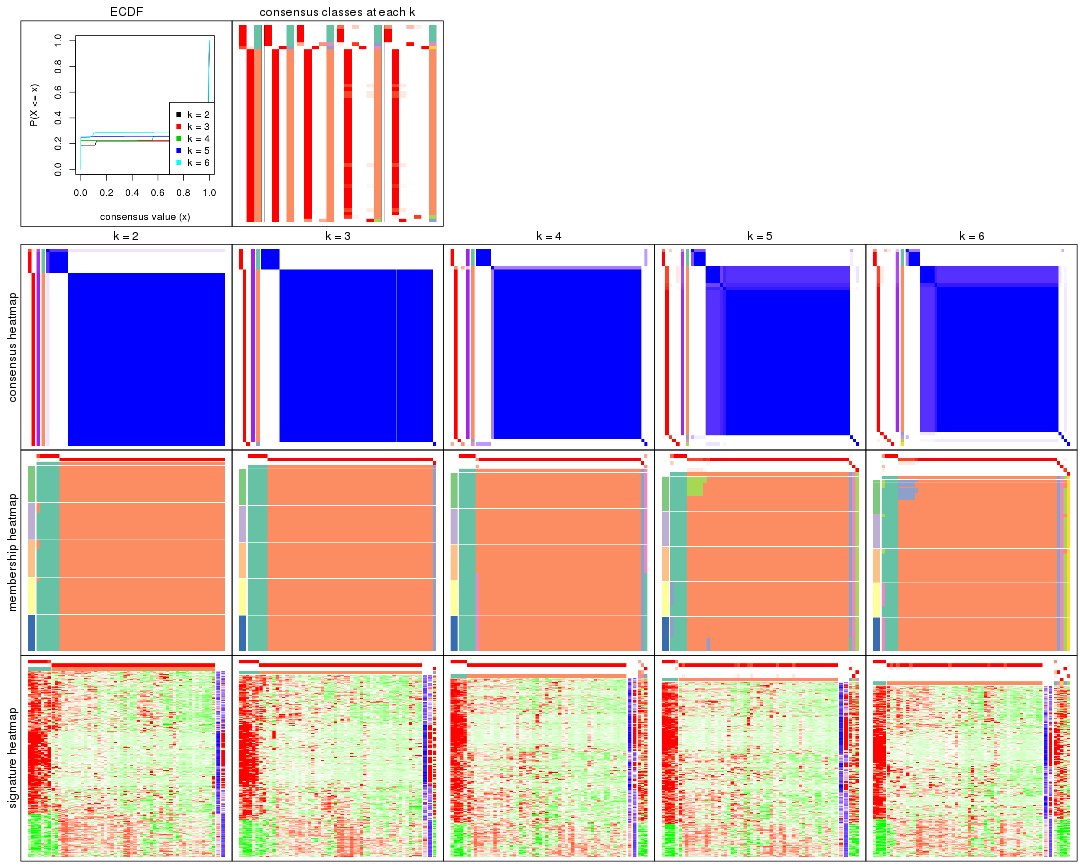 ECDF
consensus classes at each k
P(X <= x)
0.0
0.2
0.4
0.6
0.8
1.0
k = 2
k = 3
k = 4
k = 5
k = 6
0.0 0.2 0.4 0.6 0.8 1.0
consensus value (x)
k = 2
k = 3
k = 4
k = 5
k = 6
consensus heatmap
membership heatmap
signature heatmap